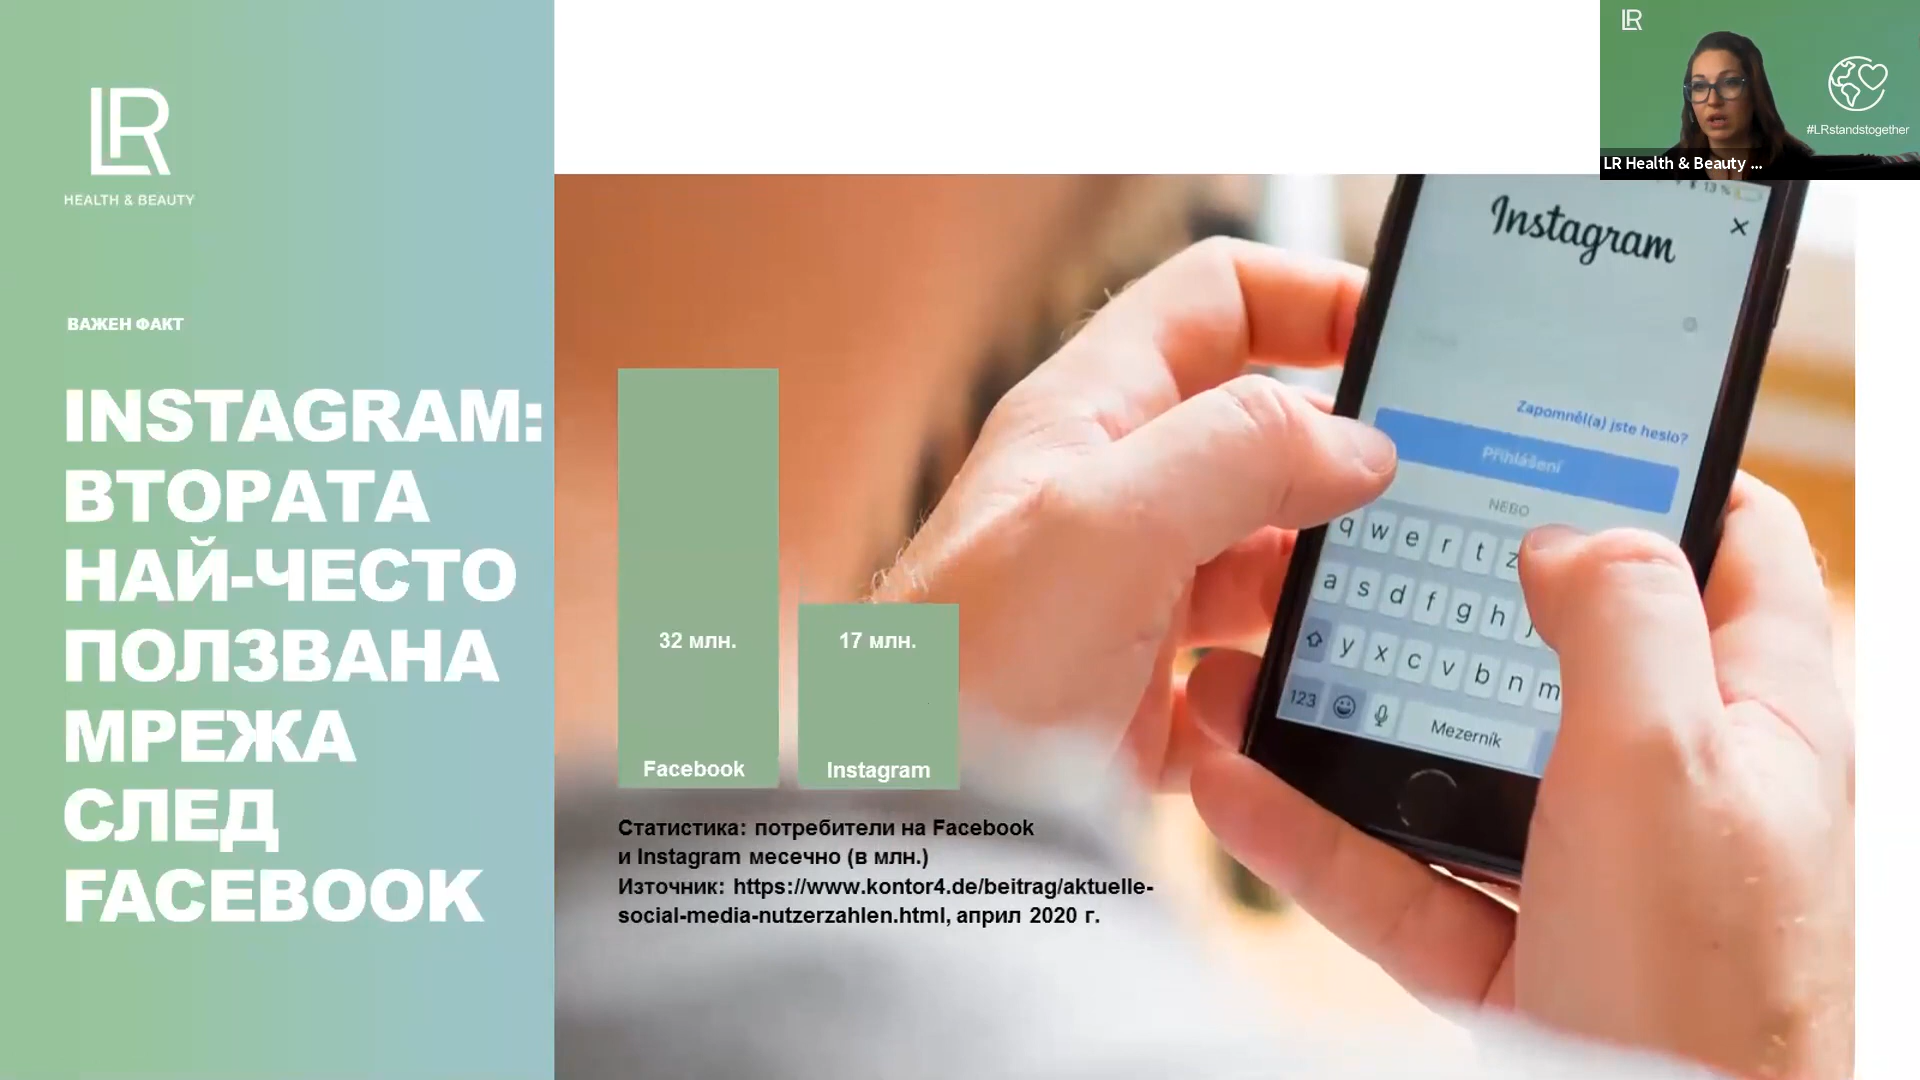 LR
HEALTH & BEAUTY
ВАЖЕН ФАКТ
INSTAGRAM:
ВТОРАТА
НАЙ-ЧЕСТО
ПОЛЗВАНА
МРЕЖА
СЛЕД
FACEBOOK
32 млн.
17 млн.
Facebook
Instagram
Статистика: потребители на Facebook
и Instagram месечно (в млн.)
Източник: https://www.kontor4.de/beitrag/aktuelle-
social-media-nutzerzahlen.html, април 2020 г.
13 %
Instagram
Zapomněl(a) jste heslo?
Přihlášení
NEBO
q w e r t z
a s d f g h j
y x c v b n m
123
Mezerník
LR
#LRstandstogether
LR Health & Beauty ...